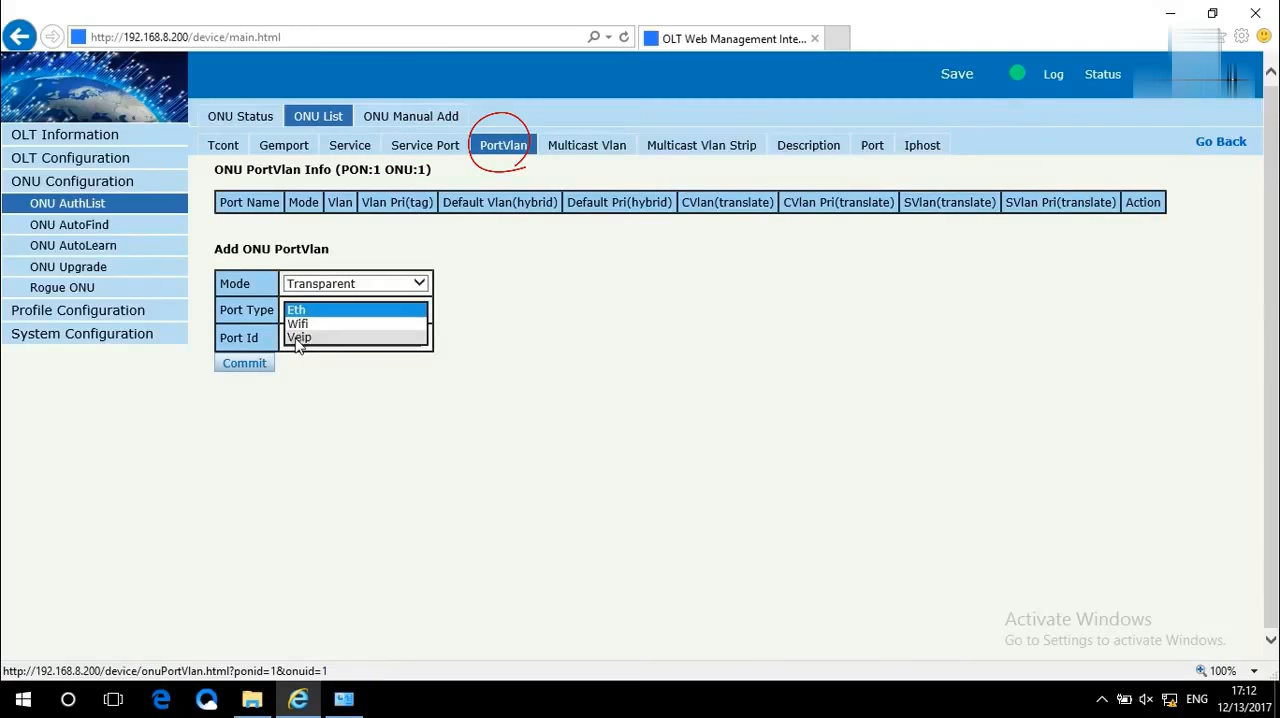 http://192.168.8.200/device/main.html
OLT Web Management Inte...
Save Log Status
OLT Information
OLT Configuration
ONU Configuration
ONU AuthList
ONU AutoFind
ONU AutoLearn
ONU Upgrade
Rogue ONU
Profile Configuration
System Configuration
ONU Status ONU List ONU Manual Add
Tcont Gemport Service Service Port PortVlan Multicast Vlan Multicast Vlan Strip Description Port Iphost Go Back
ONU PortVlan Info (PON:1 ONU:1)
Port Name Mode Vlan Vlan Pri(tag) Default Vlan(hybrid) Default Pri(hybrid) CVlan(translate) CVlan Pri(translate) SVlan(translate) SVlan Pri(translate) Action
Add ONU PortVlan
Mode Transparent
Port Type Eth
Wifi
Port Id Veip
Commit
Activate Windows
Go to Settings to activate Windows.
http://192.168.8.200/device/onuPortVlan.html?ponid=1&onuid=1
100%
ENG
17:12
12/13/2017